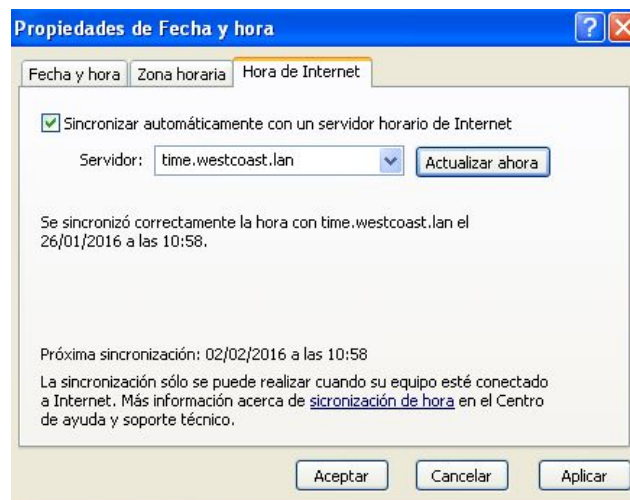 Propiedades de Fecha y hora
Fecha y hora Zona horaria Hora de Internet
Sincronizar automáticamente con un servidor horario de Internet
Servidor: time.westcoast.lan Actualizar ahora
Se sincronizó correctamente la hora con time.westcoast.lan el
26/01/2016 a las 10:58.
Próxima sincronización: 02/02/2016 a las 10:58
La sincronización sólo se puede realizar cuando su equipo esté conectado
a Internet. Más información acerca de sicronización de hora en el Centro
de ayuda y soporte técnico.
Aceptar Cancelar Aplicar